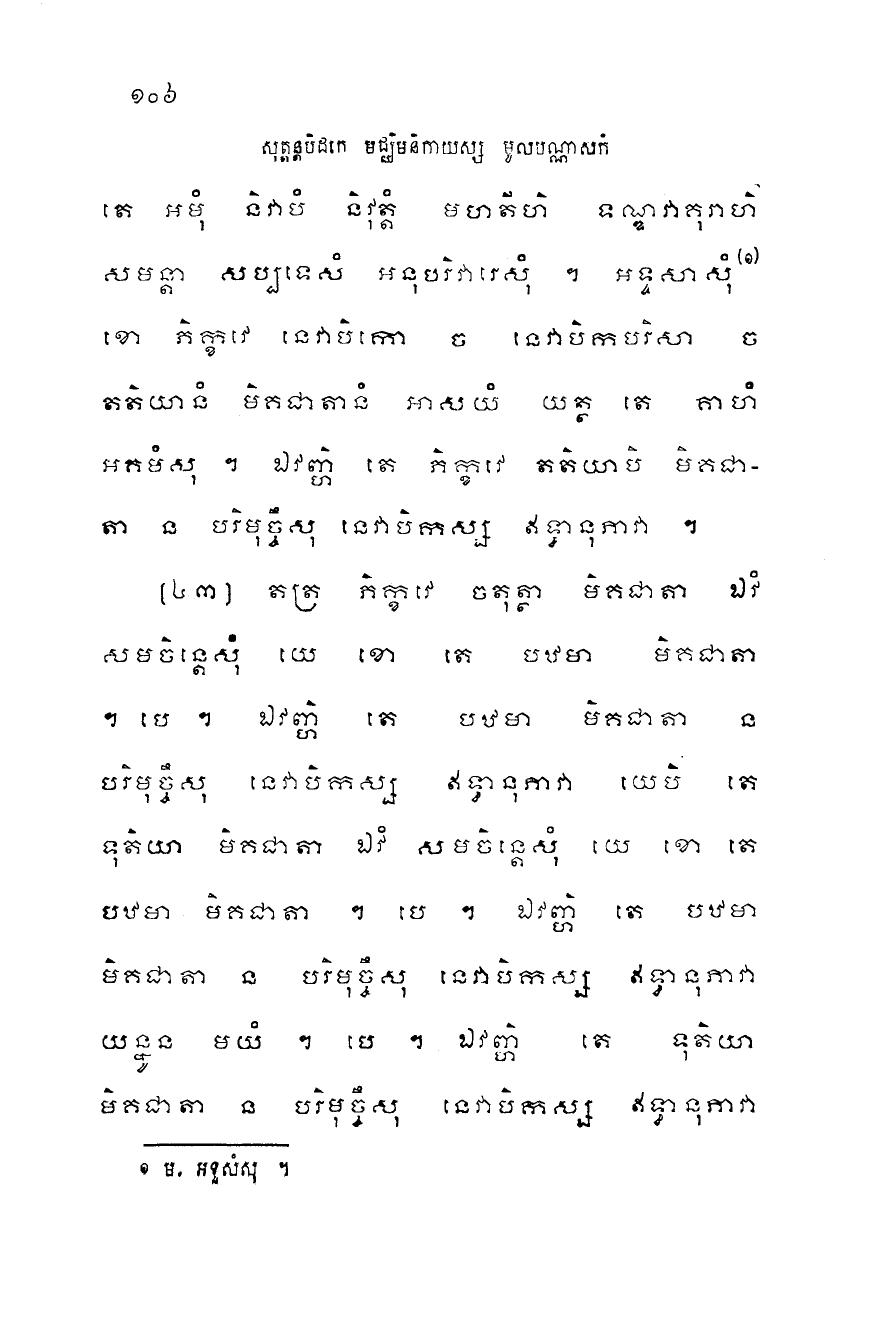 ១០៦
សុត្តន្តបិដកេ មជ្ឈិមនិកាយស្ស មូលបណ្ណាសកំ
តេ អមុំ និវាបំ និវុត្តំ មហតីហិ ទណ្ឌវាគុរាហិ
សមន្តា សប្បទេសំ អនុបរិវារេសុំ ។ អទ្ទសាសុំ(១)
ខោ ភិក្ខវេ នេវាបិកោ ច នេវាបិកបរិសា ច
តតិយានំ មិគជាតានំ អាសយំ យត្ថ តេ គាហំ
អគមំសុ ។ ឯវញ្ហិ តេ ភិក្ខវេ តតិយាបិ មិគជា-
តា ន បរិមុច្ចឹសុ នេវាបិកស្ស ឥទ្ធានុភាវា ។
[៤៣] តត្រ ភិក្ខវេ ចតុត្ថា មិគជាតា ឯវំ
សមចិន្តេសុំ យេ ខោ តេ បឋមា មិគជាតា
។ បេ ។ ឯវញ្ហិ តេ បឋមា មិគជាតា ន
បរិមុច្ចឹសុ នេវាបិកស្ស ឥទ្ធានុភាវា យេបិ តេ
ទុតិយា មិគជាតា ឯវំ សមចិន្តេសុំ យេ ខោ តេ
បឋមា មិគជាតា ។ បេ ។ ឯវញ្ហិ តេ បឋមា
មិគជាតា ន បរិមុច្ចឹសុ នេវាបិកស្ស ឥទ្ធានុភាវា
យន្នូន មយំ ។ បេ ។ ឯវញ្ហិ តេ ទុតិយា
មិគជាតា ន បរិមុច្ចឹសុ នេវាបិកស្ស ឥទ្ធានុភាវា
១ ម. អទ្ទសំសុ ។